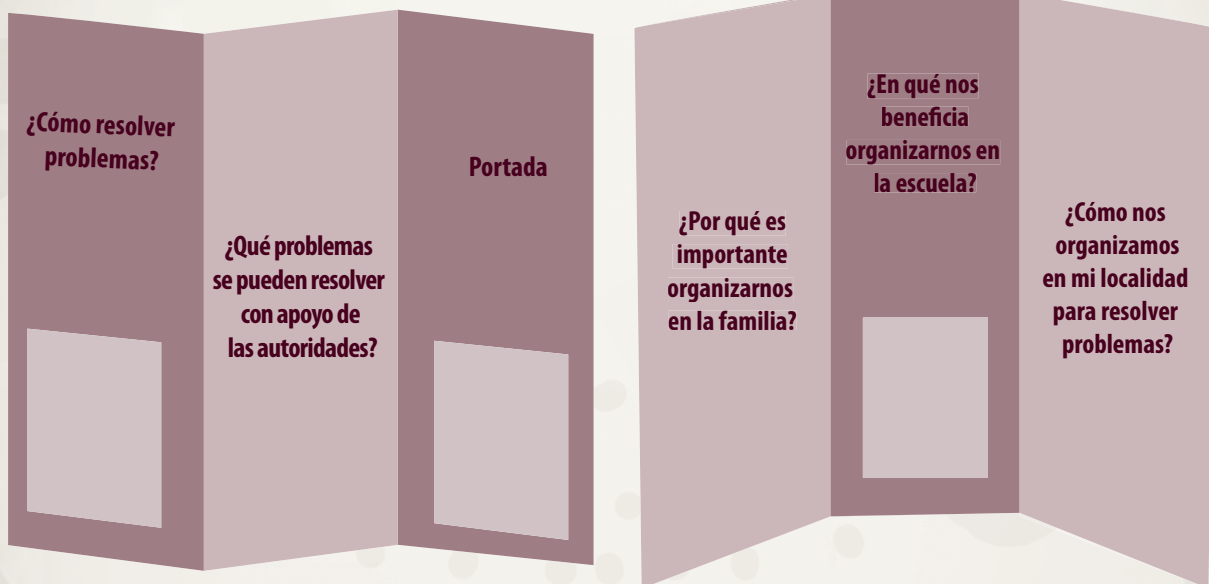 ¿Cómo resolver
problemas?
¿Qué problemas
se pueden resolver
con apoyo de
las autoridades?
Portada
¿Por qué es
importante
organizarnos
en la familia?
¿En qué nos
beneficia
organizarnos en
la escuela?
¿Cómo nos
organizamos
en mi localidad
para resolver
problemas?